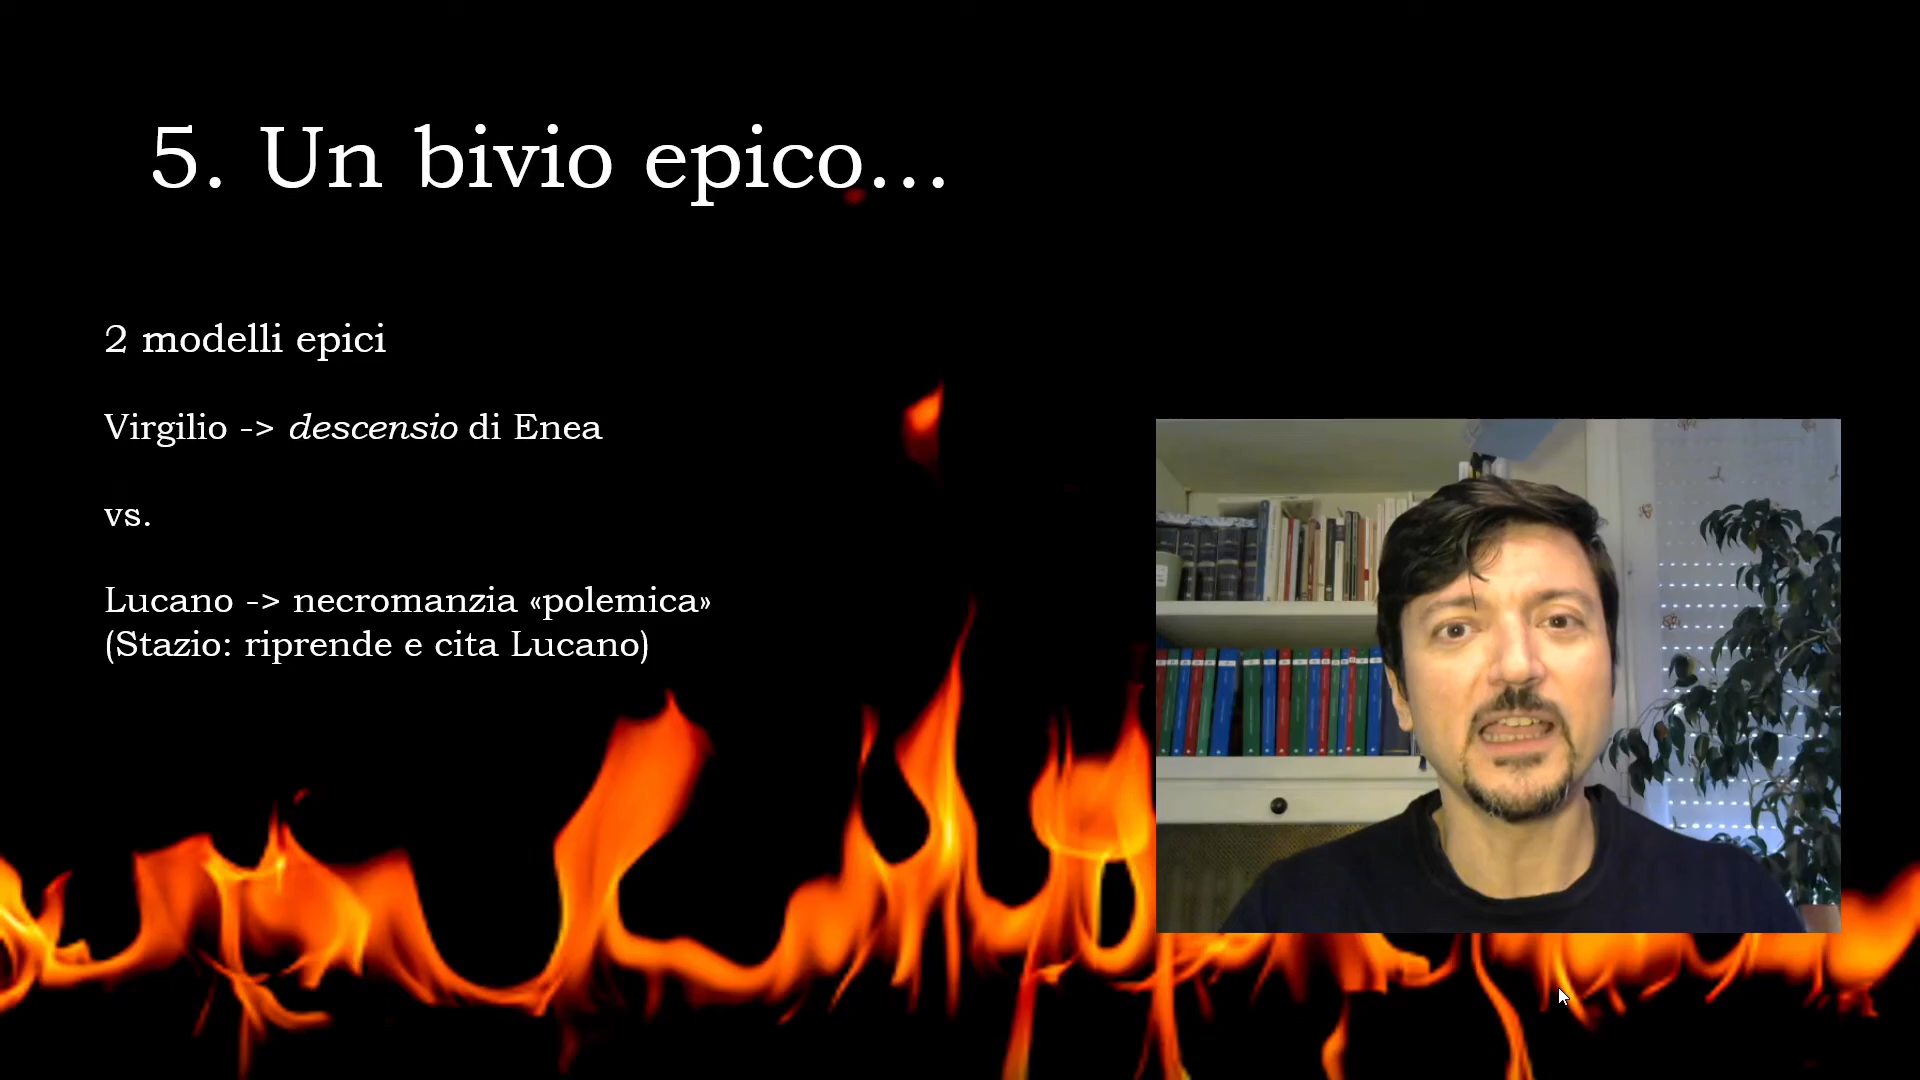 5. Un bivio epico...
2 modelli epici
Virgilio -> descensio di Enea
vs.
Lucano -> necromanzia «polemica»
(Stazio: riprende e cita Lucano)